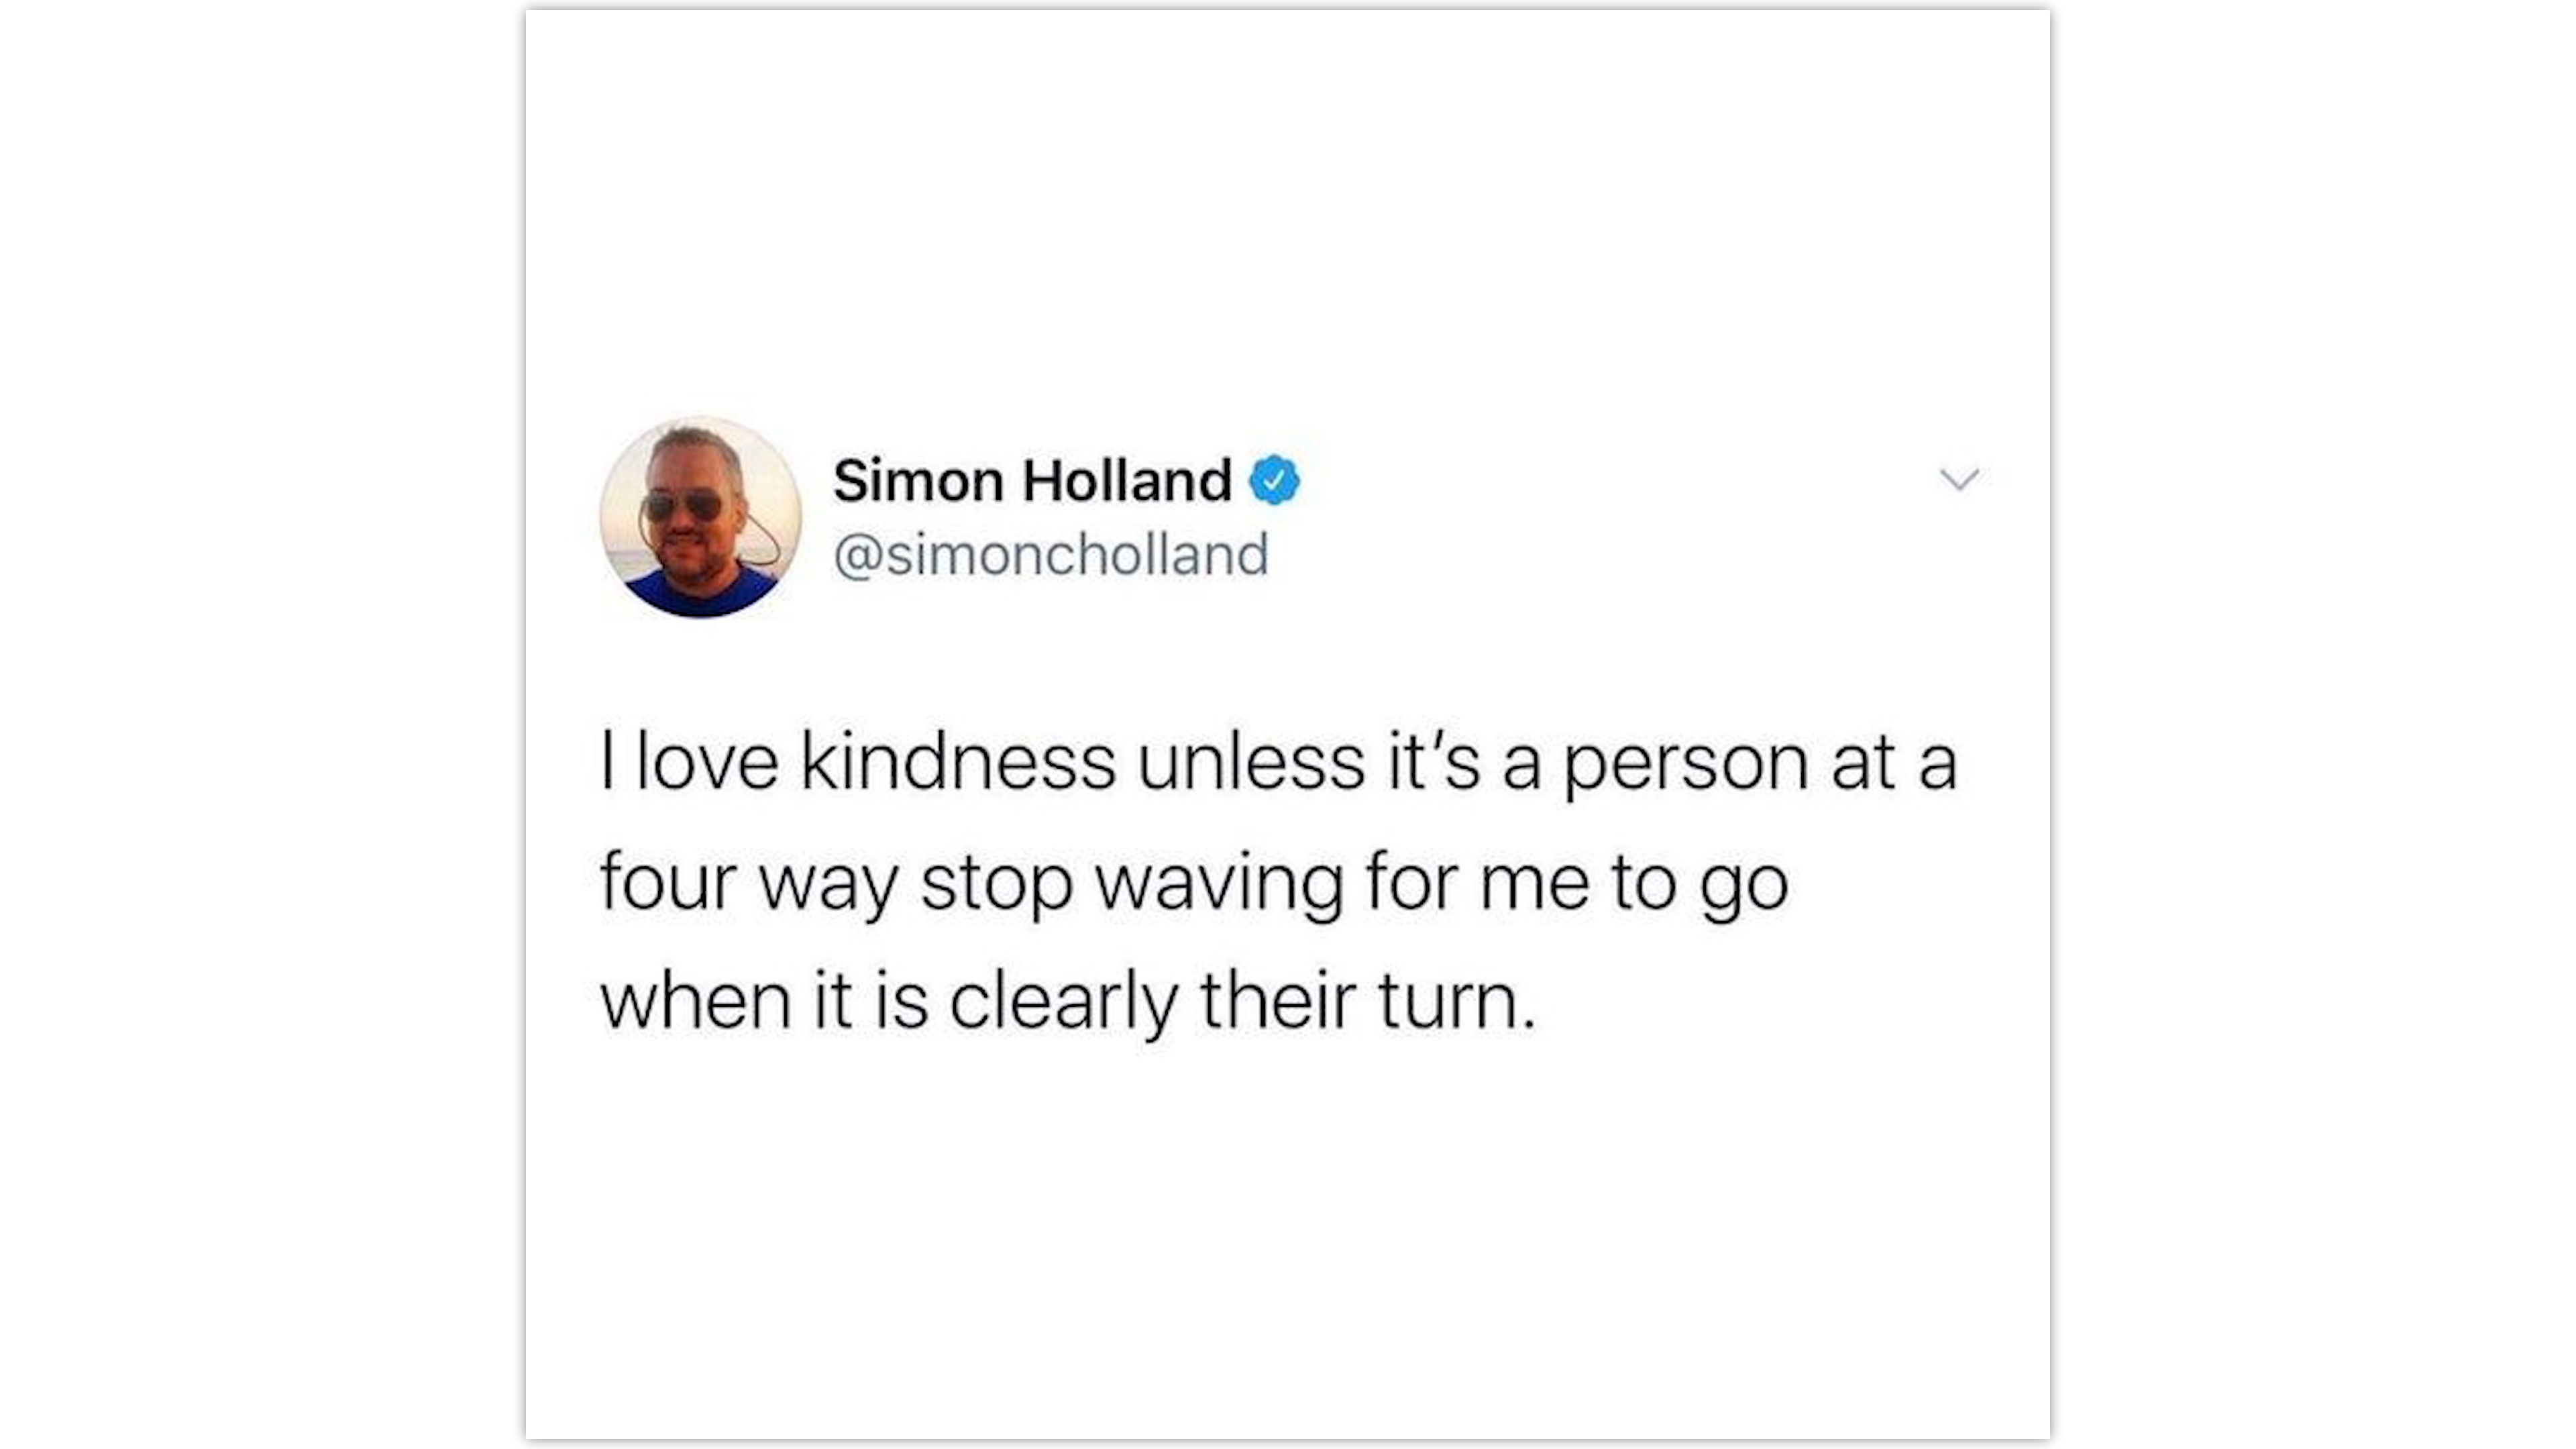 Simon Holland
@simoncholland
I love kindness unless it’s a person at a
four way stop waving for me to go
when it is clearly their turn.